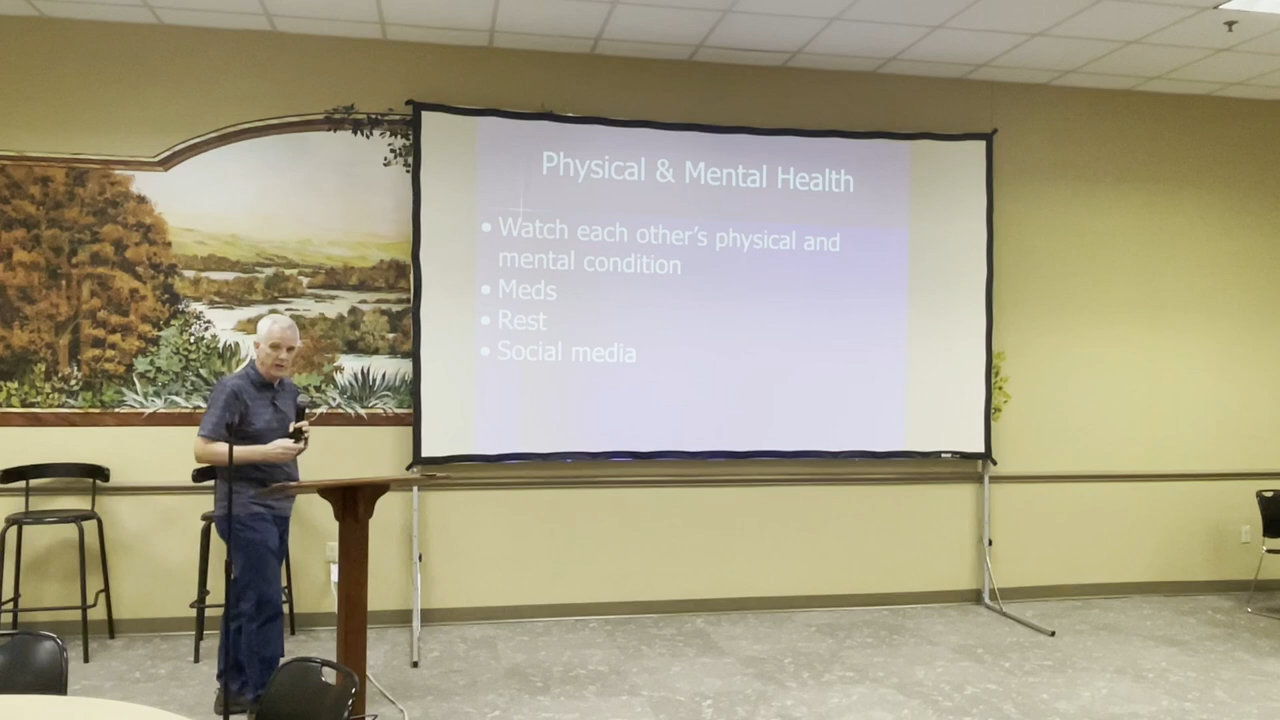 Physical & Mental Health
• Watch each other's physical and
mental condition
• Meds
• Rest
• Social media